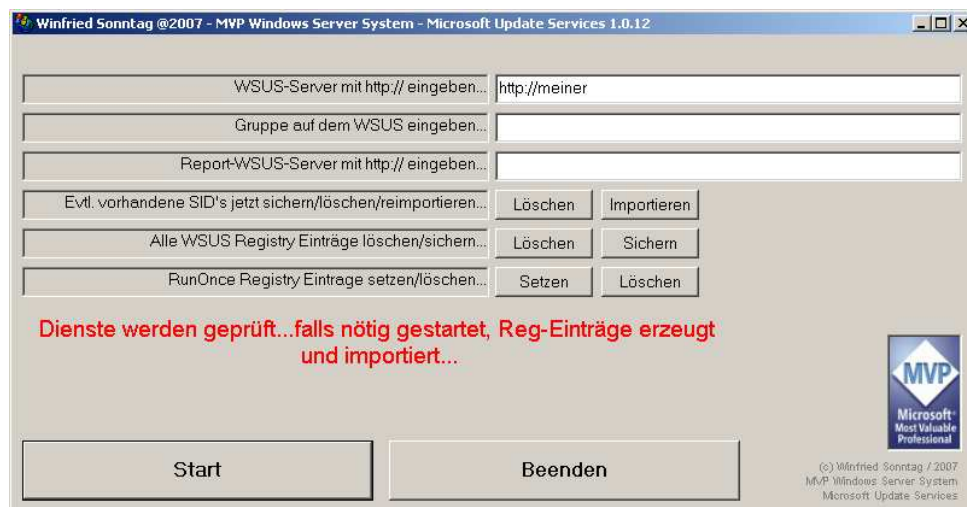 Winfried Sonntag @2007 - MVP Windows Server System - Microsoft Update Services 1.0.12
WSUS-Server mit http:// eingeben... http://meiner
Gruppe auf dem WSUS eingeben...
Report-WSUS-Server mit http:// eingeben...
Evtl. vorhandene SID's jetzt sichern/löschen/reimportieren... Löschen Importieren
Alle WSUS Registry Einträge löschen/sichern... Löschen Sichern
RunOnce Registry Eintrage setzen/löschen... Setzen Löschen
Dienste werden geprüft...falls nötig gestartet, Reg-Einträge erzeugt
und importiert...
MVP
Microsoft
Most Valuable
Professional
Start Beenden
(c) Winfried Sonntag / 2007
MVP Windows Server System
Microsoft Update Services